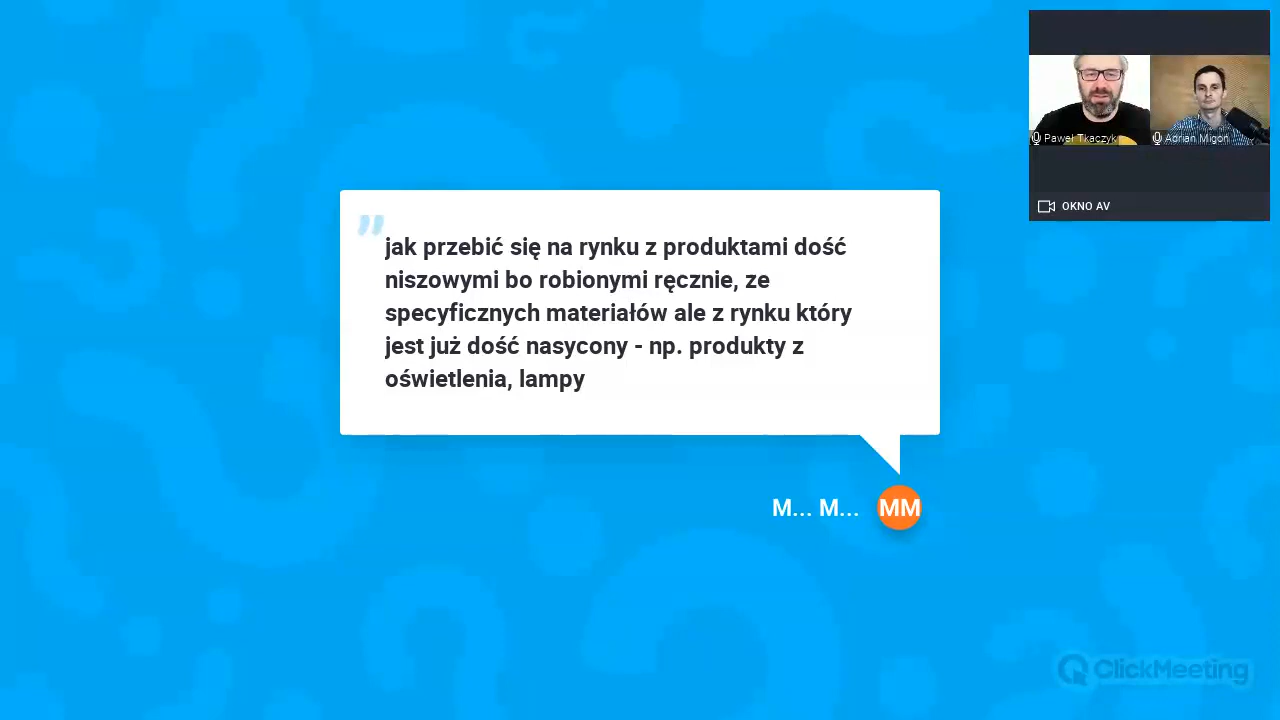 Paweł Tkaczyk
Adrian Migoń
OKNO AV
"
jak przebić się na rynku z produktami dość
niszowymi bo robionymi ręcznie, ze
specyficznych materiałów ale z rynku który
jest już dość nasycony - np. produkty z
oświetlenia, lampy
M... M... MM
ClickMeeting